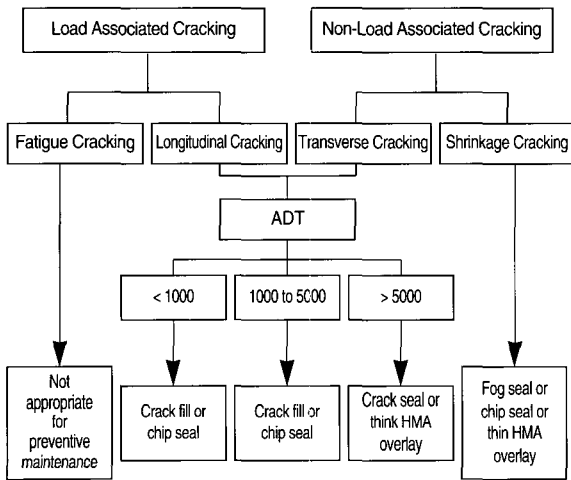 Load Associated Cracking
Non-Load Associated Cracking
Fatigue Cracking
Longitudinal Cracking
Transverse Cracking
Shrinkage Cracking
ADT
< 1000
1000 to 5000
> 5000
Not
appropriate
for
preventive
maintenance
Crack fill or
chip seal
Crack fill or
chip seal
Crack seal or
think HMA
overlay
Fog seal or
chip seal or
thin HMA
overlay